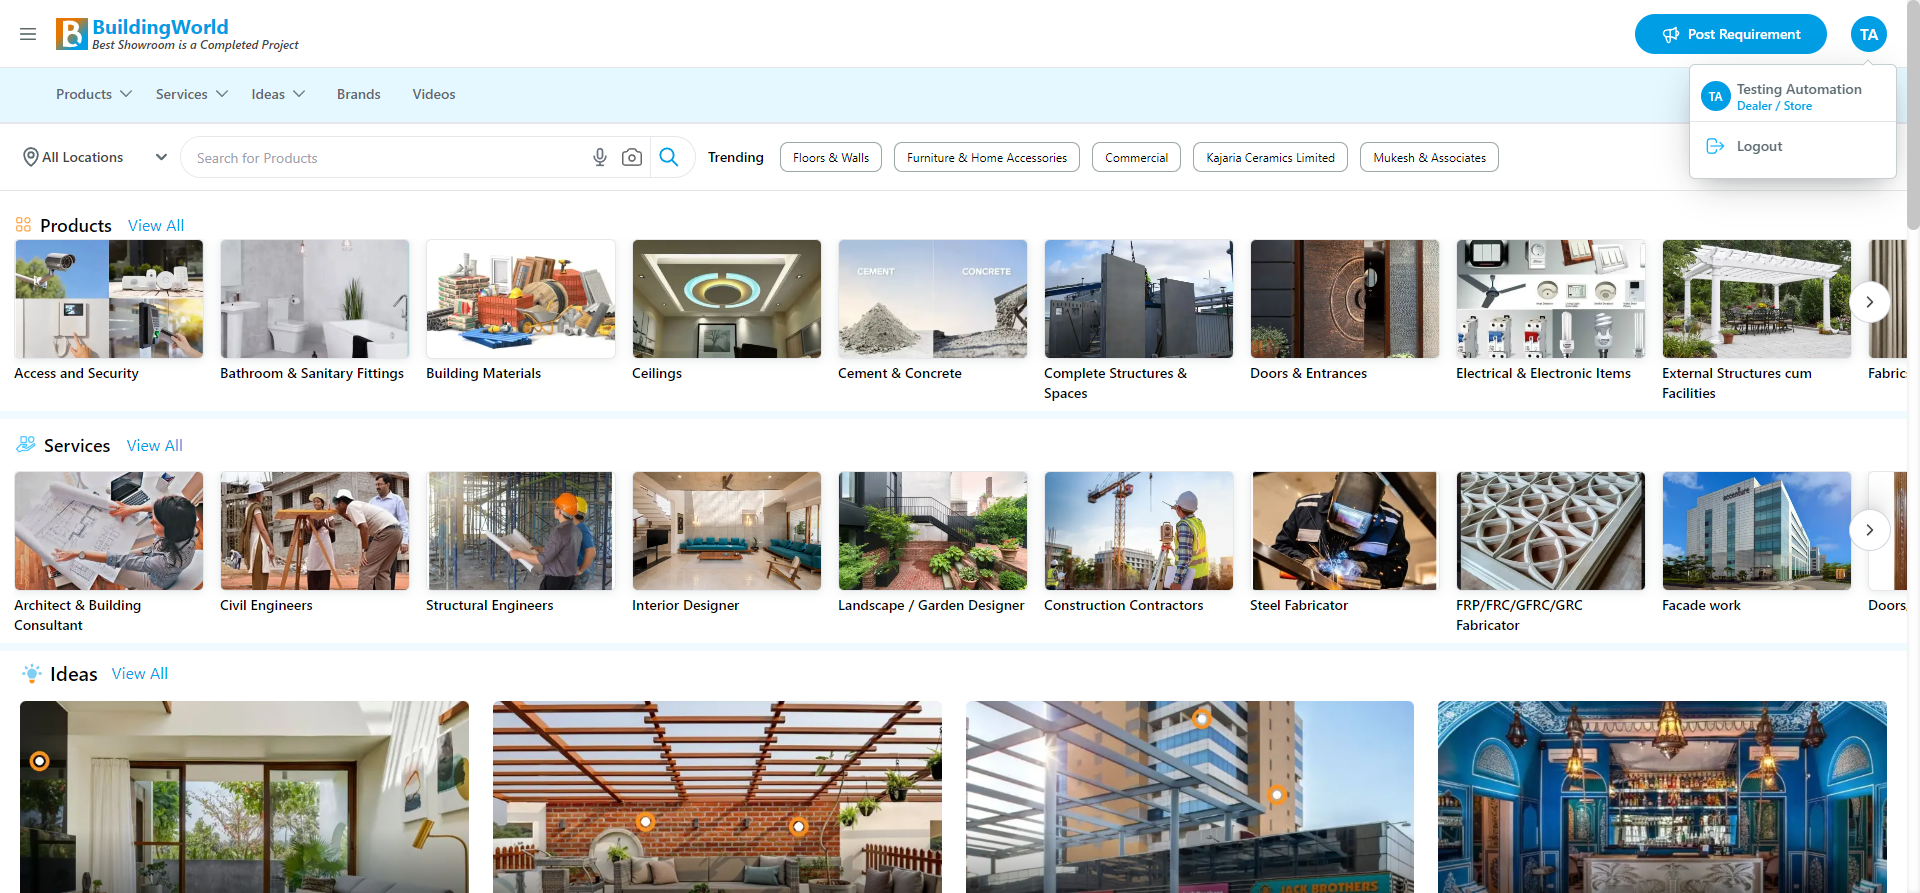 BuildingWorld
Best Showroom is a Completed Project
Post Requirement
TA
Products
Services
Ideas
Brands
Videos
TA
Testing Automation
Dealer / Store
Logout
All Locations
Search for Products
Trending
Floors & Walls
Furniture & Home Accessories
Commercial
Kajaria Ceramics Limited
Mukesh & Associates
Products
View All
CEMENT
CONCRETE
Access and Security
Bathroom & Sanitary Fittings
Building Materials
Ceilings
Cement & Concrete
Complete Structures &
Spaces
Doors & Entrances
Electrical & Electronic Items
External Structures cum
Facilities
Fabric
Services
View All
accenture
Architect & Building
Consultant
Civil Engineers
Structural Engineers
Interior Designer
Landscape / Garden Designer
Construction Contractors
Steel Fabricator
FRP/FRC/GFRC/GRC
Fabricator
Facade work
Doors,
Ideas
View All
JACK BROTHERS